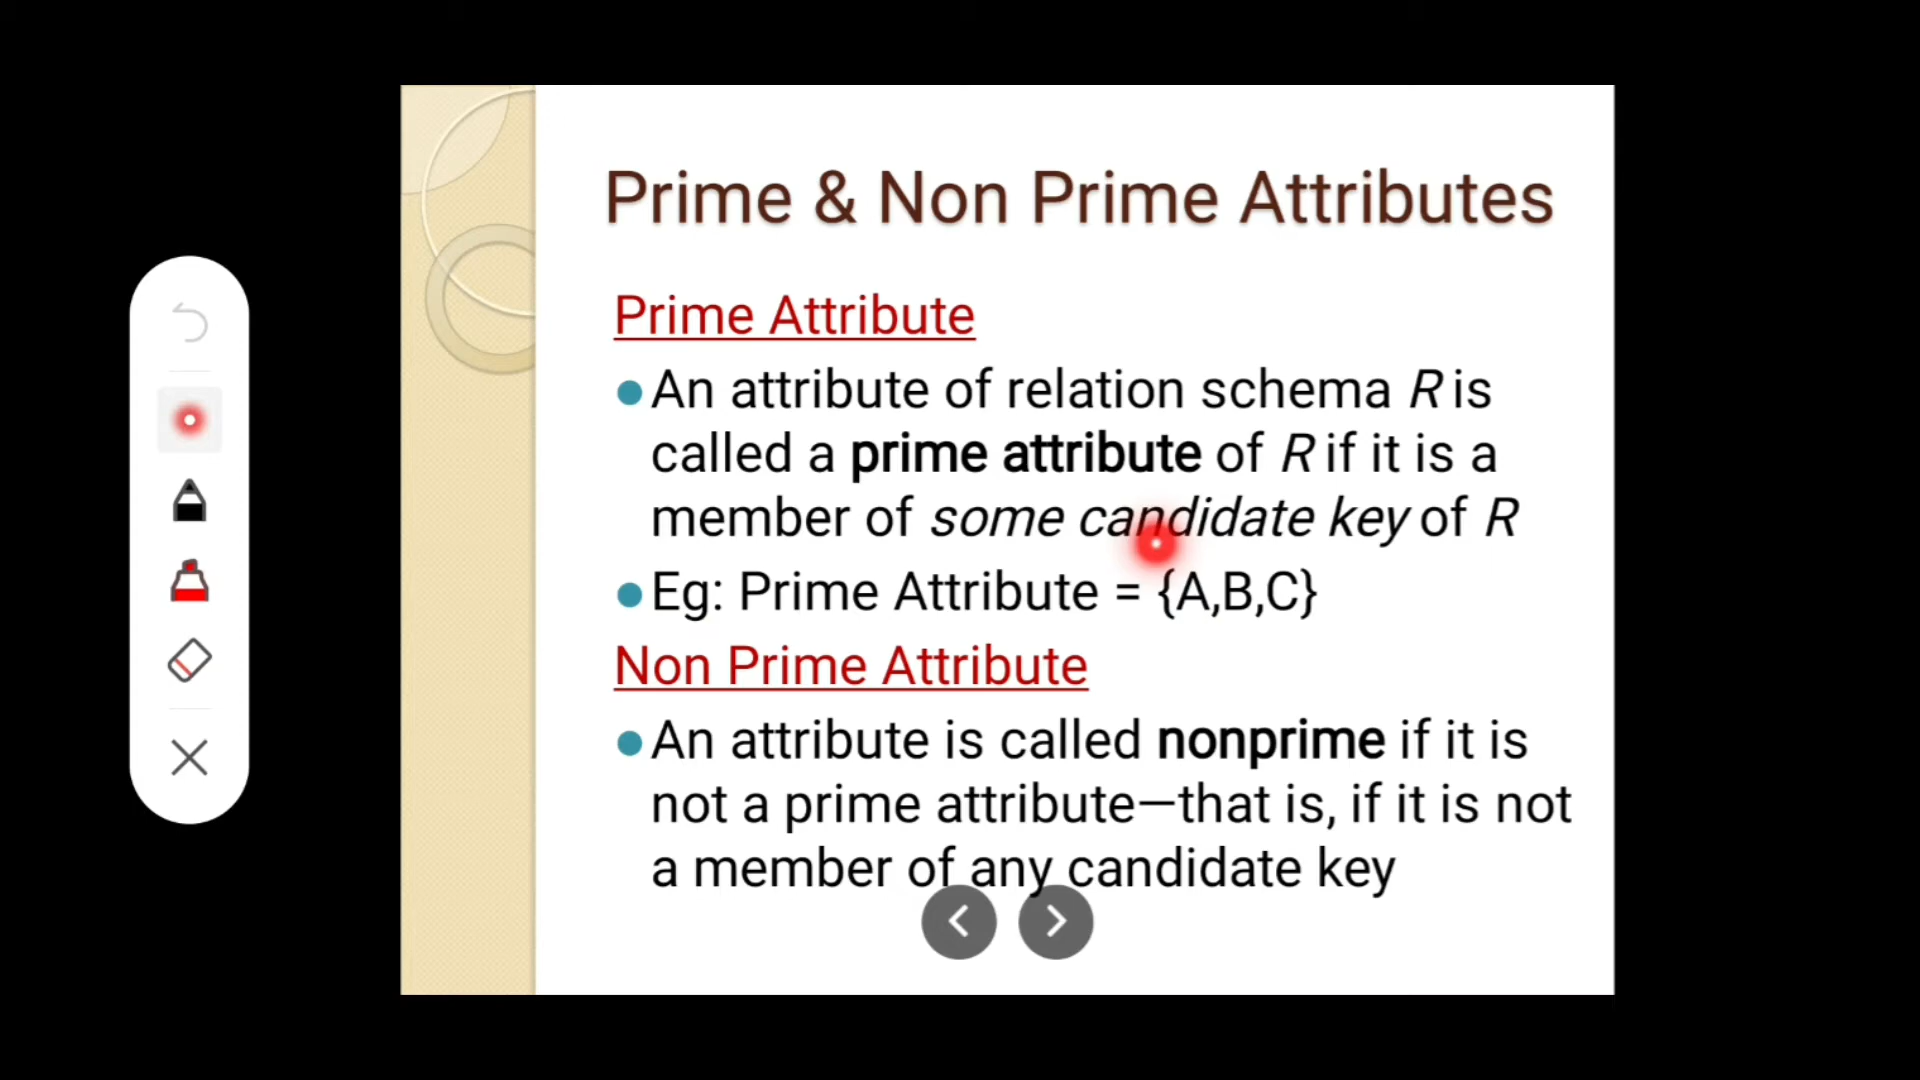 Prime & Non Prime Attributes
Prime Attribute
An attribute of relation schema R is
called a prime attribute of R if it is a
member of some candidate key of R
Eg: Prime Attribute = {A,B,C}
Non Prime Attribute
An attribute is called nonprime if it is
not a prime attribute—that is, if it is not
a member of any candidate key